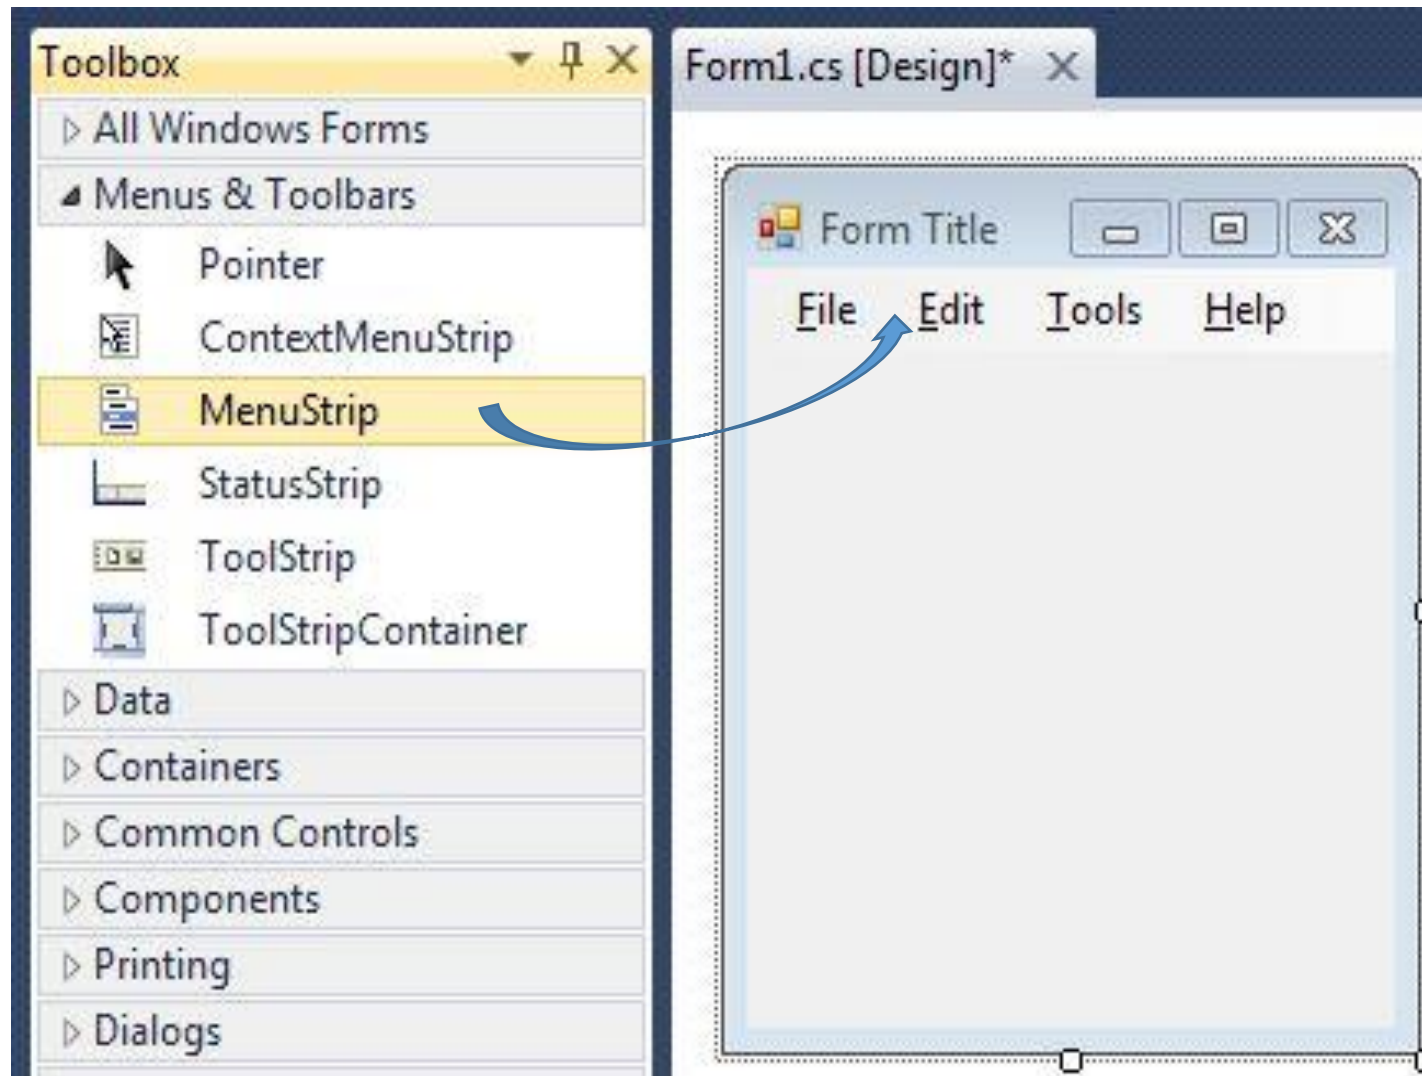 Toolbox
All Windows Forms
Menus & Toolbars
Pointer
ContextMenuStrip
MenuStrip
StatusStrip
ToolStrip
ToolStripContainer
Data
Containers
Common Controls
Components
Printing
Dialogs
Form1.cs [Design]*
Form Title
File Edit Tools Help